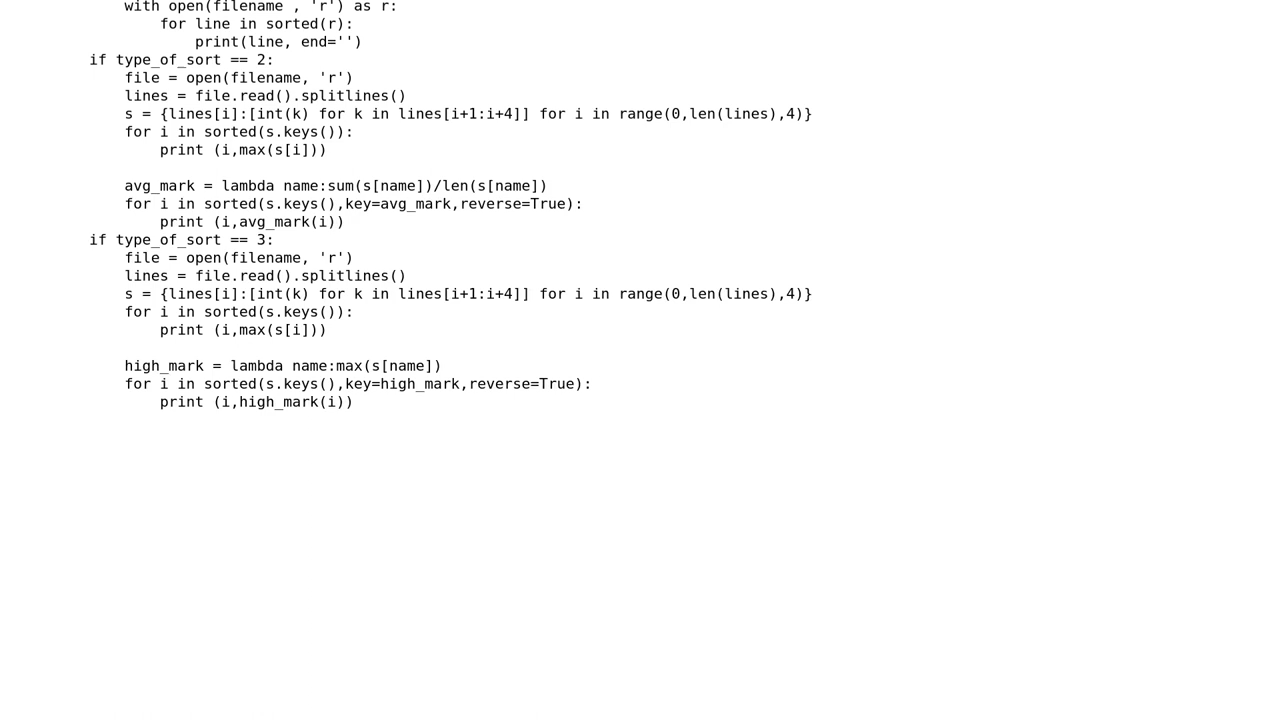 with open(filename , 'r') as r:
for line in sorted(r):
print(line, end='')
if type_of_sort == 2:
file = open(filename, 'r')
lines = file.read().splitlines()
s = {lines[i]:[int(k) for k in lines[i+1:i+4]] for i in range(0,len(lines),4)}
for i in sorted(s.keys()):
print (i,max(s[i]))
avg_mark = lambda name:sum(s[name])/len(s[name])
for i in sorted(s.keys(),key=avg_mark,reverse=True):
print (i,avg_mark(i))
if type_of_sort == 3:
file = open(filename, 'r')
lines = file.read().splitlines()
s = {lines[i]:[int(k) for k in lines[i+1:i+4]] for i in range(0,len(lines),4)}
for i in sorted(s.keys()):
print (i,max(s[i]))
high_mark = lambda name:max(s[name])
for i in sorted(s.keys(),key=high_mark,reverse=True):
print (i,high_mark(i))